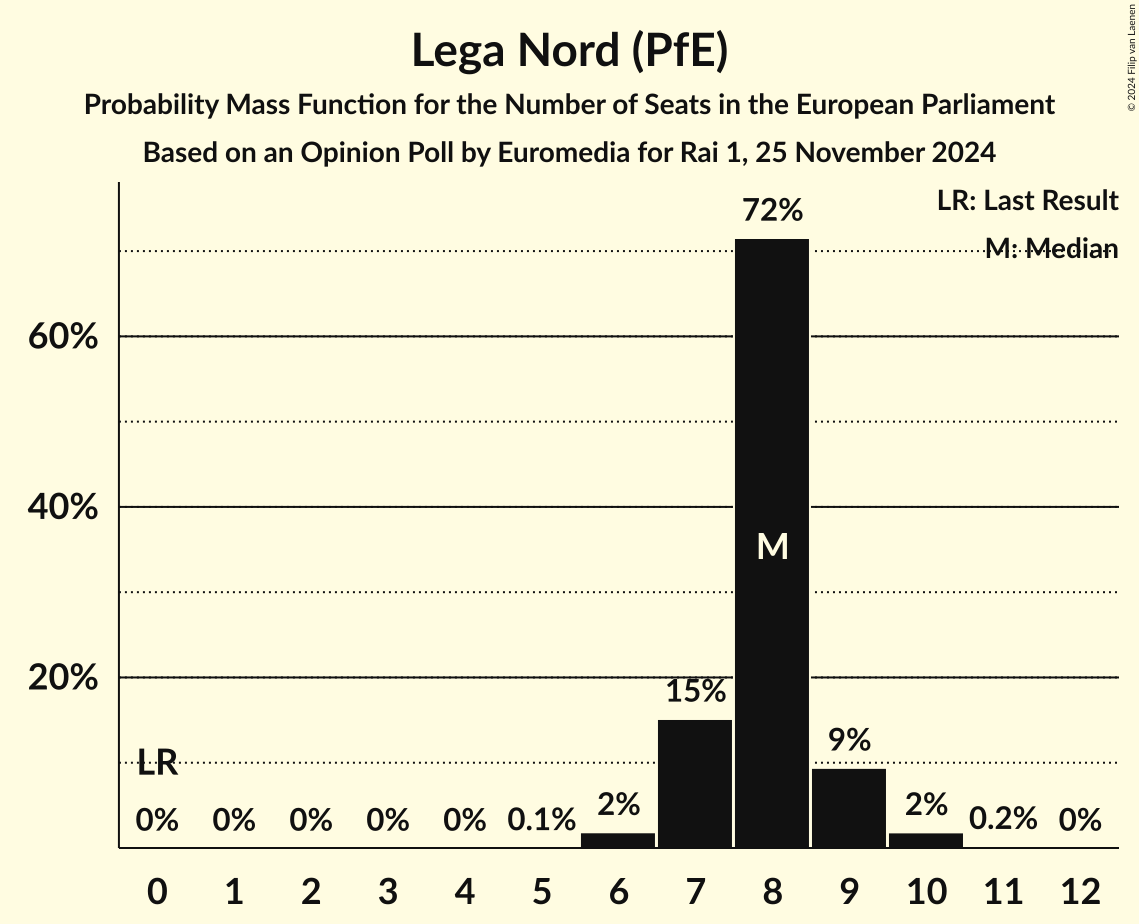 Lega Nord (PfE)
Probability Mass Function for the Number of Seats in the European Parliament
Based on an Opinion Poll by Euromedia for Rai 1, 25 November 2024
© 2024 Filip van Laenen
LR: Last Result
M: Median
72%
60%
40%
M
20%
15%
9%
LR
0% 0% 0% 0% 0% 0.1% 2% 2% 0.2% 0%
0 1 2 3 4 5 6 7 8 9 10 11 12